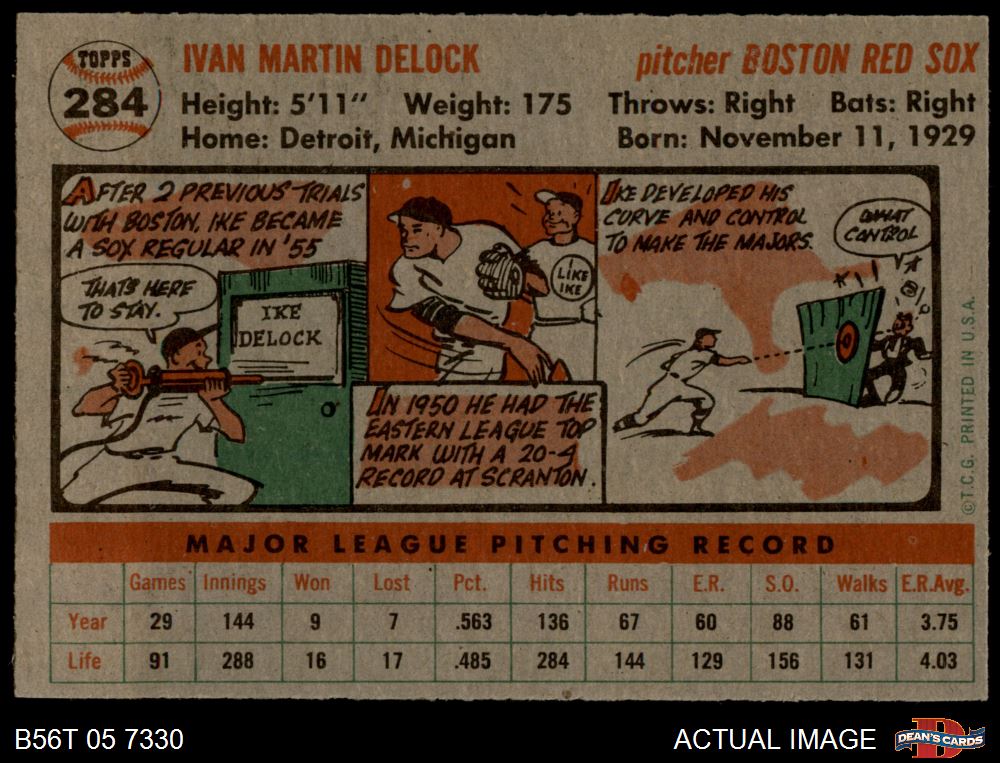 TOPPS
284
IVAN MARTIN DELOCK
pitcher BOSTON RED SOX
Height: 5'11" Weight: 175 Throws: Right Bats: Right
Home: Detroit, Michigan Born: November 11, 1929
AFTER 2 PREVIOUS TRIALS
WITH BOSTON, IKE BECAME
A SOX REGULAR IN '55
THAT'S HERE
TO STAY.
IKE
DELOCK
I LIKE
IKE
IN 1950 HE HAD THE
EASTERN LEAGUE TOP
MARK WITH A 20-4
RECORD AT SCRANTON.
IKE DEVELOPED HIS
CURVE AND CONTROL
TO MAKE THE MAJORS.
WHAT
CONTROL
©T.C.G. PRINTED IN U.S.A.
MAJOR LEAGUE PITCHING RECORD
Games Innings Won Lost Pct. Hits Runs E.R. S.O. Walks E.R.Avg.
Year 29 144 9 7 .563 136 67 60 88 61 3.75
Life 91 288 16 17 .485 284 144 129 156 131 4.03
B56T 05 7330
ACTUAL IMAGE
DEAN'S CARDS